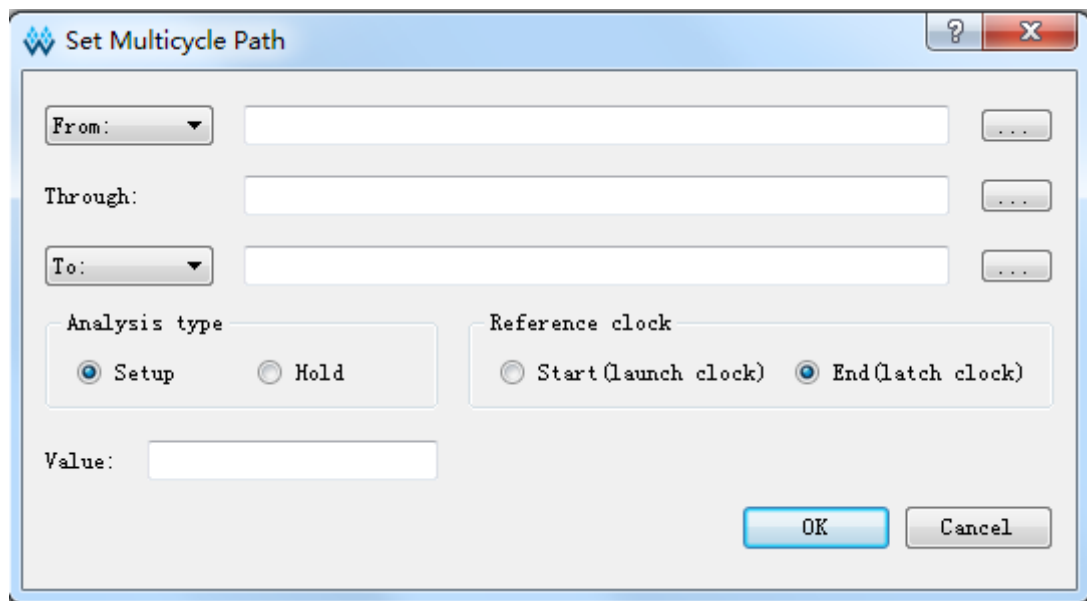 Set Multicycle Path
From: ...
Through: ...
To: ...
Analysis type Reference clock
Setup Hold Start(launch clock) End(latch clock)
Value:
OK Cancel